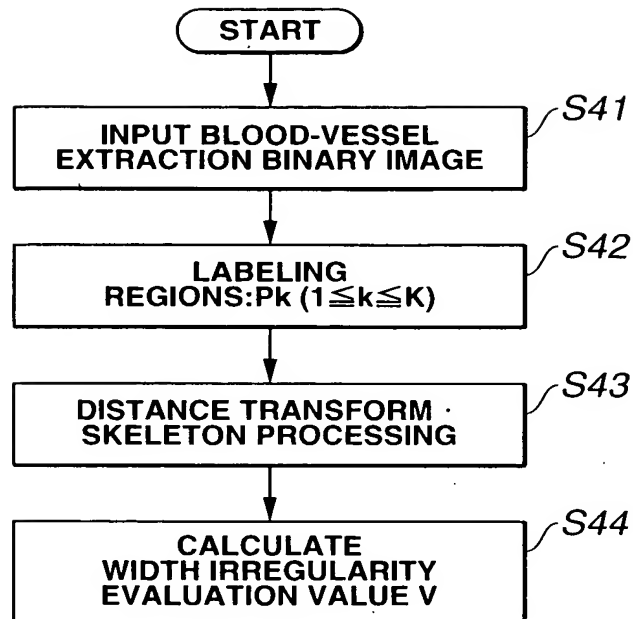 START
S41
INPUT BLOOD-VESSEL
EXTRACTION BINARY IMAGE
S42
LABELING
REGIONS:Pk (1≦k≦K)
S43
DISTANCE TRANSFORM ·
SKELETON PROCESSING
S44
CALCULATE
WIDTH IRREGULARITY
EVALUATION VALUE V